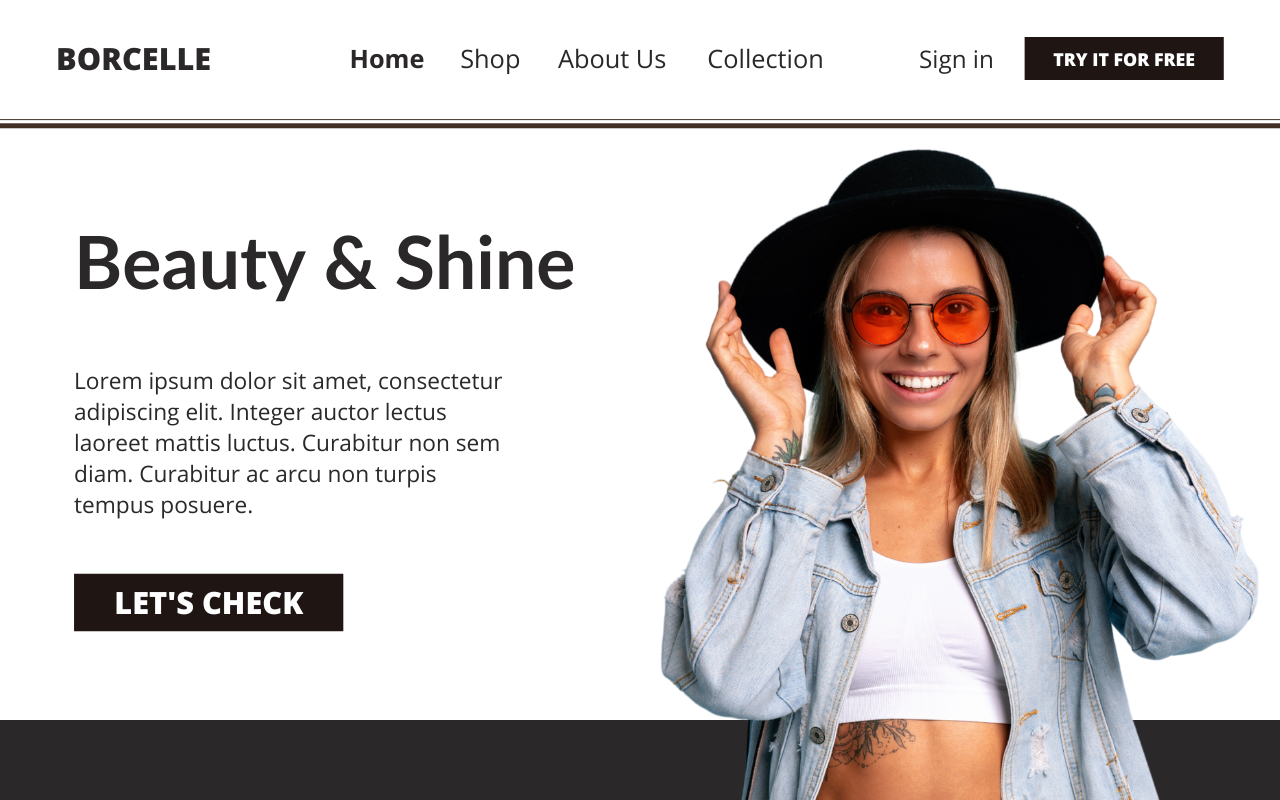 BORCELLE
Home Shop About Us Collection Sign in TRY IT FOR FREE
Beauty & Shine
Lorem ipsum dolor sit amet, consectetur
adipiscing elit. Integer auctor lectus
laoreet mattis luctus. Curabitur non sem
diam. Curabitur ac arcu non turpis
tempus posuere.
LET'S CHECK